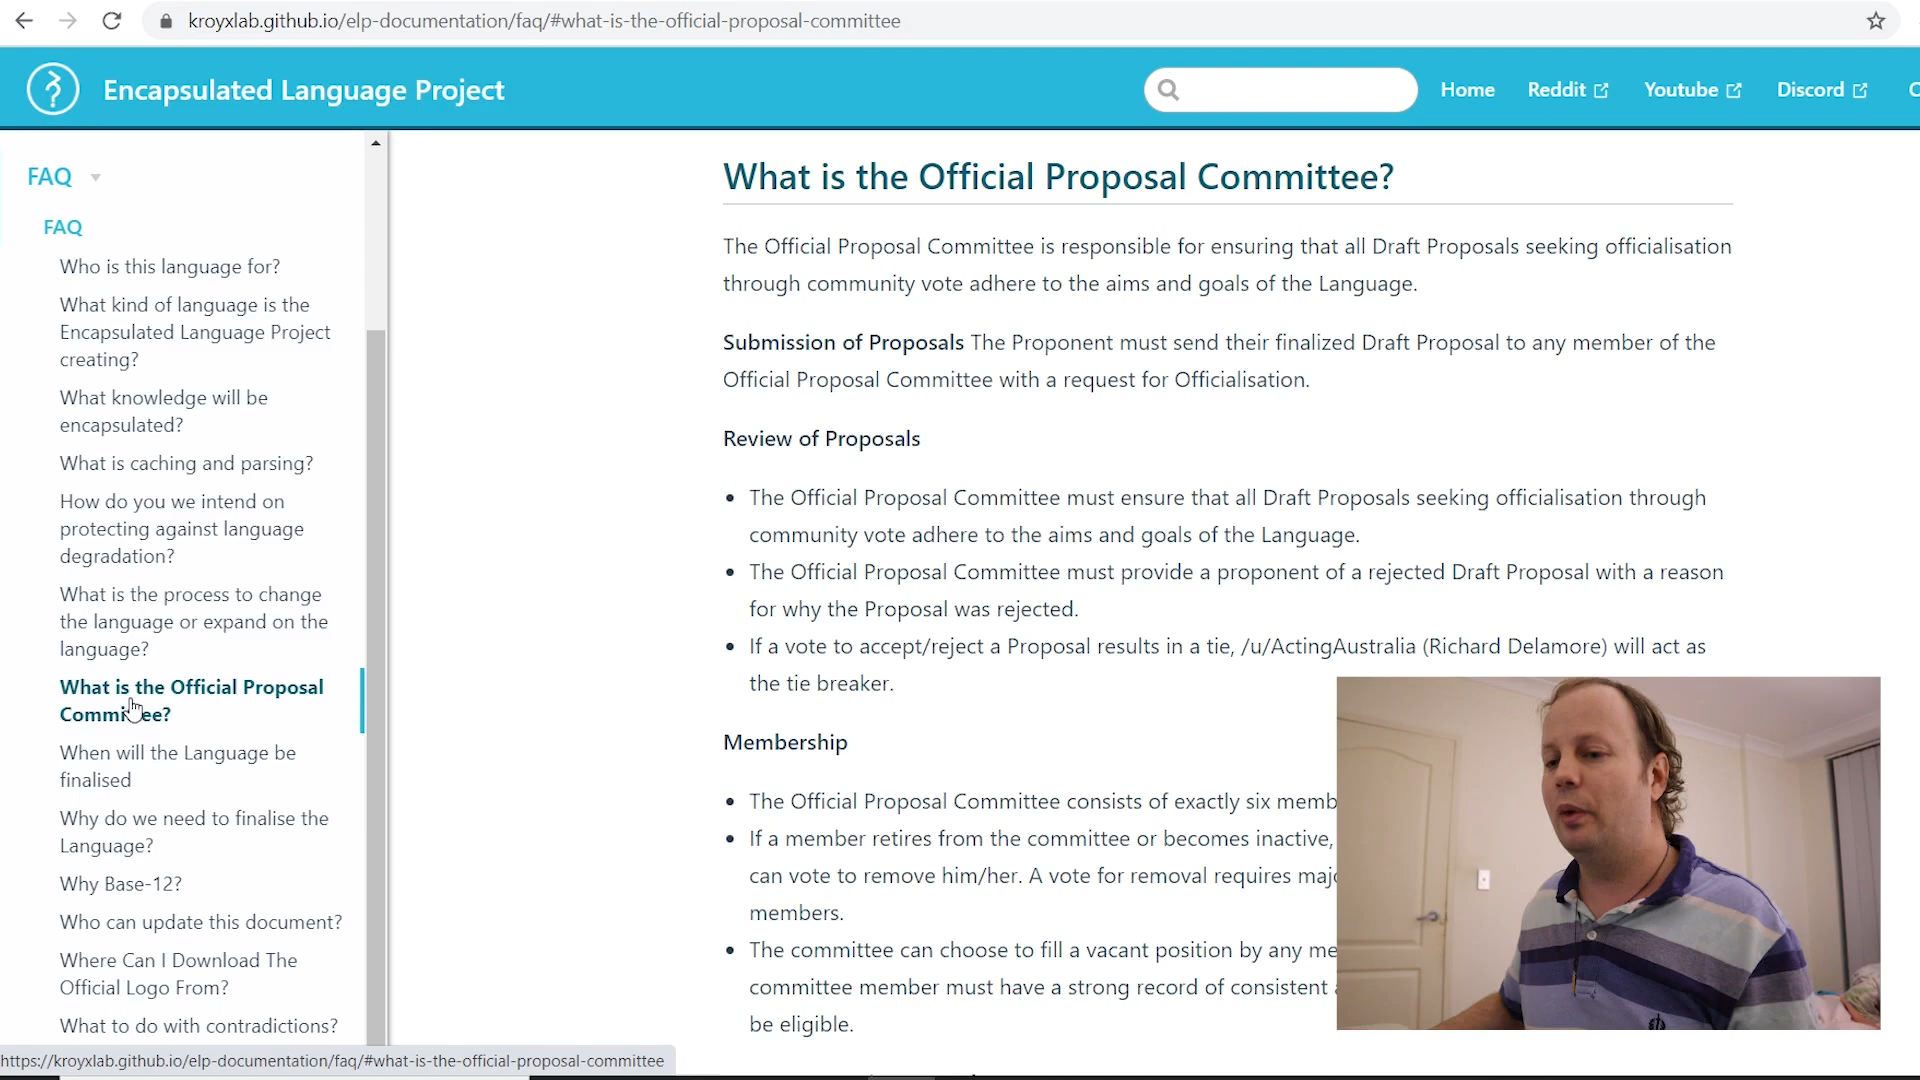 kroyxlab.github.io/elp-documentation/faq/#what-is-the-official-proposal-committee
Encapsulated Language Project
Home
Reddit
Youtube
Discord
FAQ
FAQ
Who is this language for?
What kind of language is the
Encapsulated Language Project
creating?
What knowledge will be
encapsulated?
What is caching and parsing?
How do you we intend on
protecting against language
degradation?
What is the process to change
the language or expand on the
language?
What is the Official Proposal
Committee?
When will the Language be
finalised
Why do we need to finalise the
Language?
Why Base-12?
Who can update this document?
Where Can I Download The
Official Logo From?
What to do with contradictions?
What is the Official Proposal Committee?
The Official Proposal Committee is responsible for ensuring that all Draft Proposals seeking officialisation
through community vote adhere to the aims and goals of the Language.
Submission of Proposals The Proponent must send their finalized Draft Proposal to any member of the
Official Proposal Committee with a request for Officialisation.
Review of Proposals
The Official Proposal Committee must ensure that all Draft Proposals seeking officialisation through
community vote adhere to the aims and goals of the Language.
The Official Proposal Committee must provide a proponent of a rejected Draft Proposal with a reason
for why the Proposal was rejected.
If a vote to accept/reject a Proposal results in a tie, /u/ActingAustralia (Richard Delamore) will act as
the tie breaker.
Membership
The Official Proposal Committee consists of exactly six memb
If a member retires from the committee or becomes inactive,
can vote to remove him/her. A vote for removal requires maj
members.
The committee can choose to fill a vacant position by any me
committee member must have a strong record of consistent
be eligible.
https://kroyxlab.github.io/elp-documentation/faq/#what-is-the-official-proposal-committee